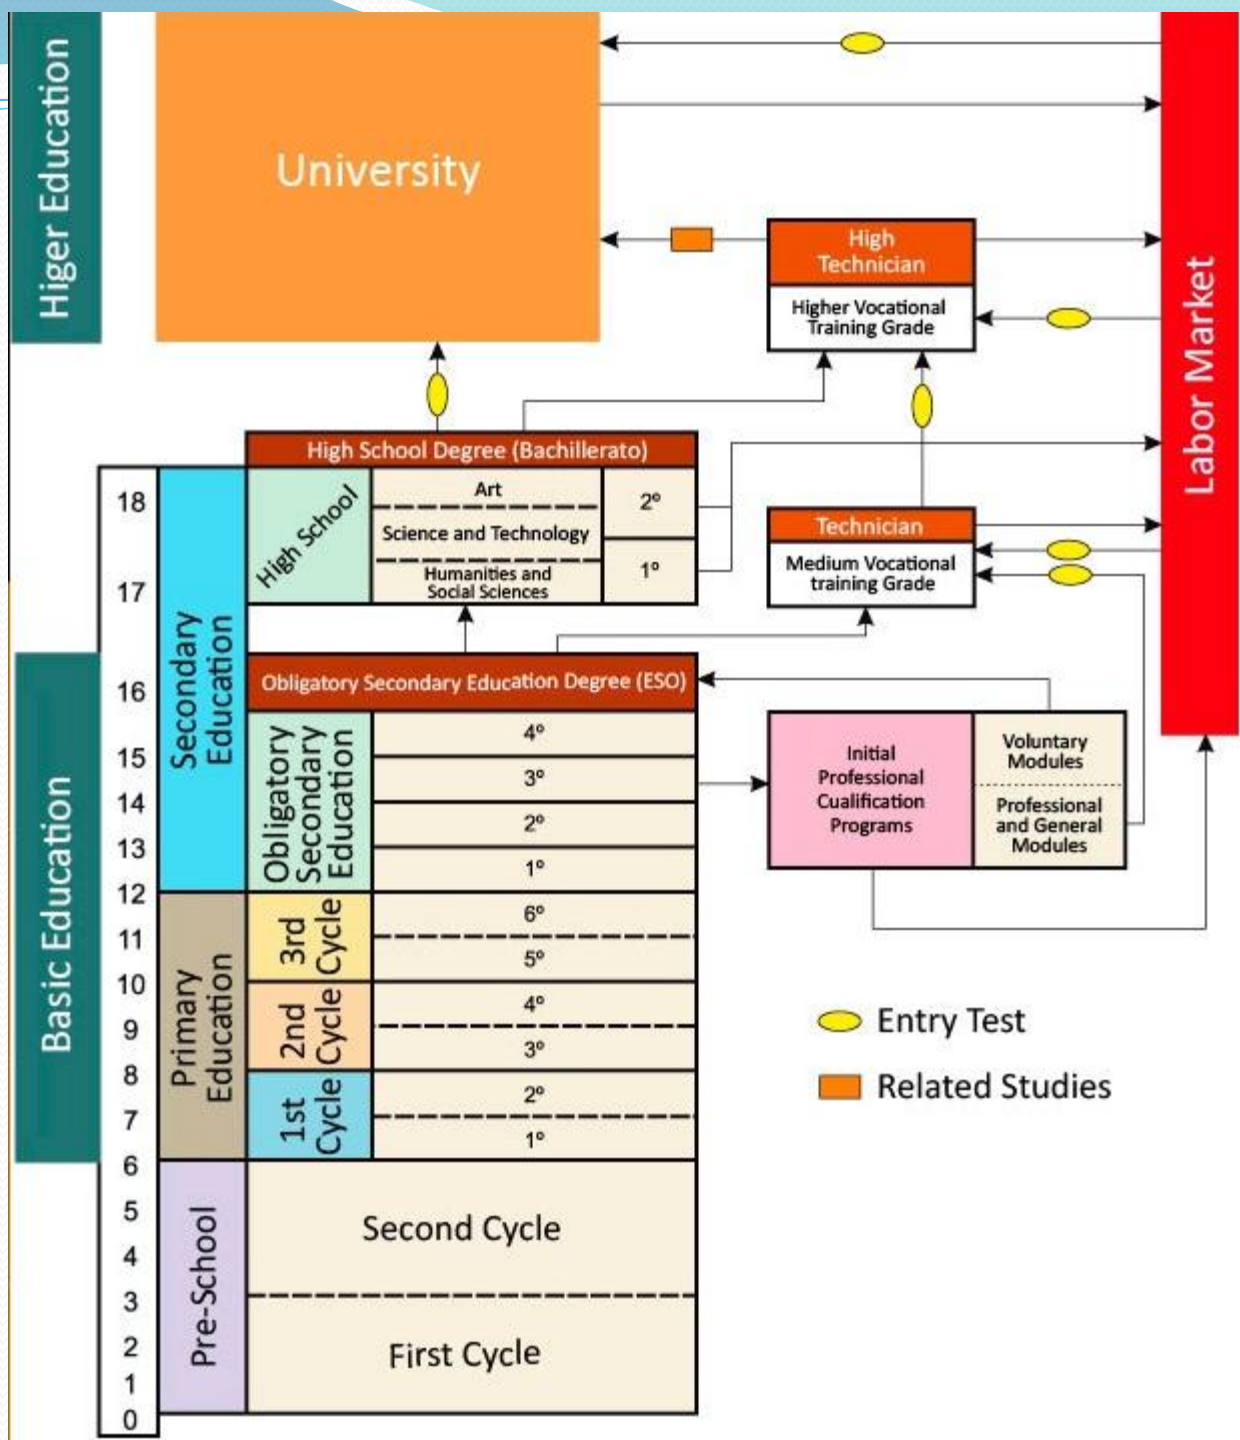 Higer Education
University
High
Technician
Higher Vocational
Training Grade
Labor Market
High School Degree (Bachillerato)
18
17
16
15
14
13
12
11
10
9
8
7
6
5
4
3
2
1
0
Basic Education
Secondary
Education
High School
Art
Science and Technology
Humanities and
Social Sciences
2º
1º
Technician
Medium Vocational
training Grade
Obligatory Secondary Education Degree (ESO)
Obligatory
Secondary
Education
4º
3º
2º
1º
Initial
Professional
Cualification
Programs
Voluntary
Modules
Professional
and General
Modules
Primary
Education
3rd
Cycle
6º
5º
2nd
Cycle
4º
3º
1st
Cycle
2º
1º
Entry Test
Related Studies
Pre-School
Second Cycle
First Cycle